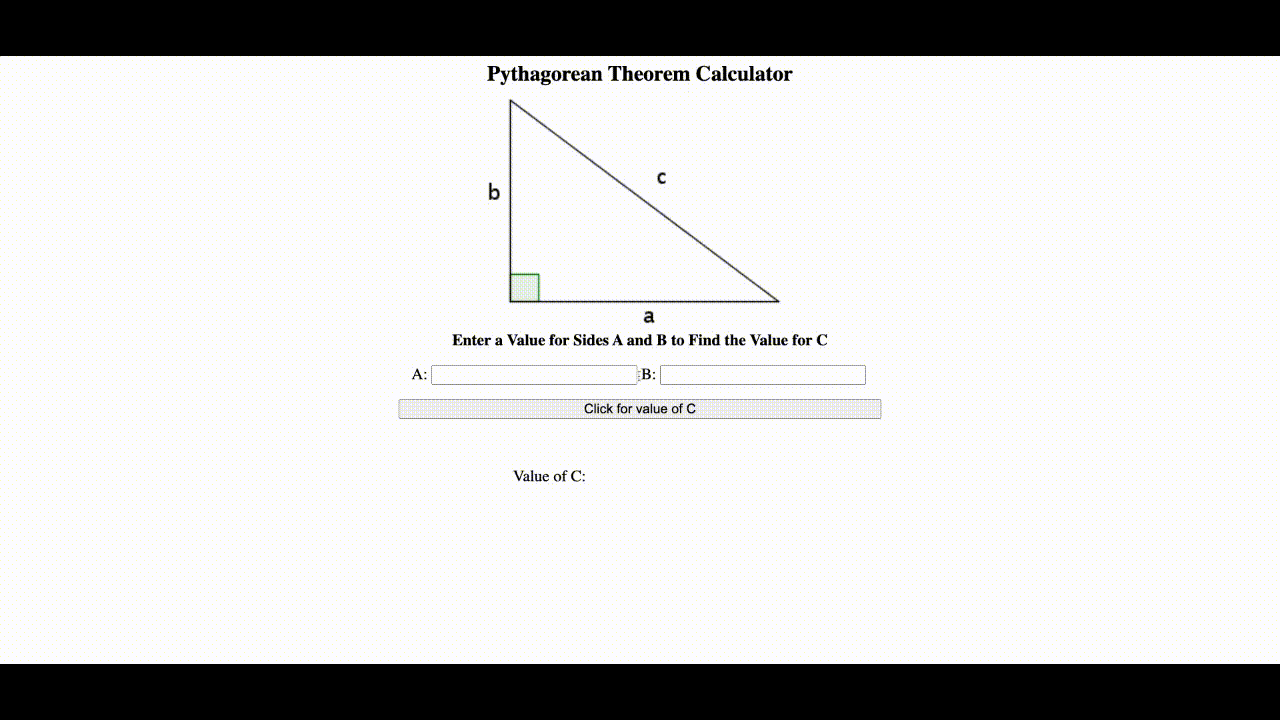 Pythagorean Theorem Calculator
c
b
a
Enter a Value for Sides A and B to Find the Value for C
A: B:
Click for value of C
Value of C: